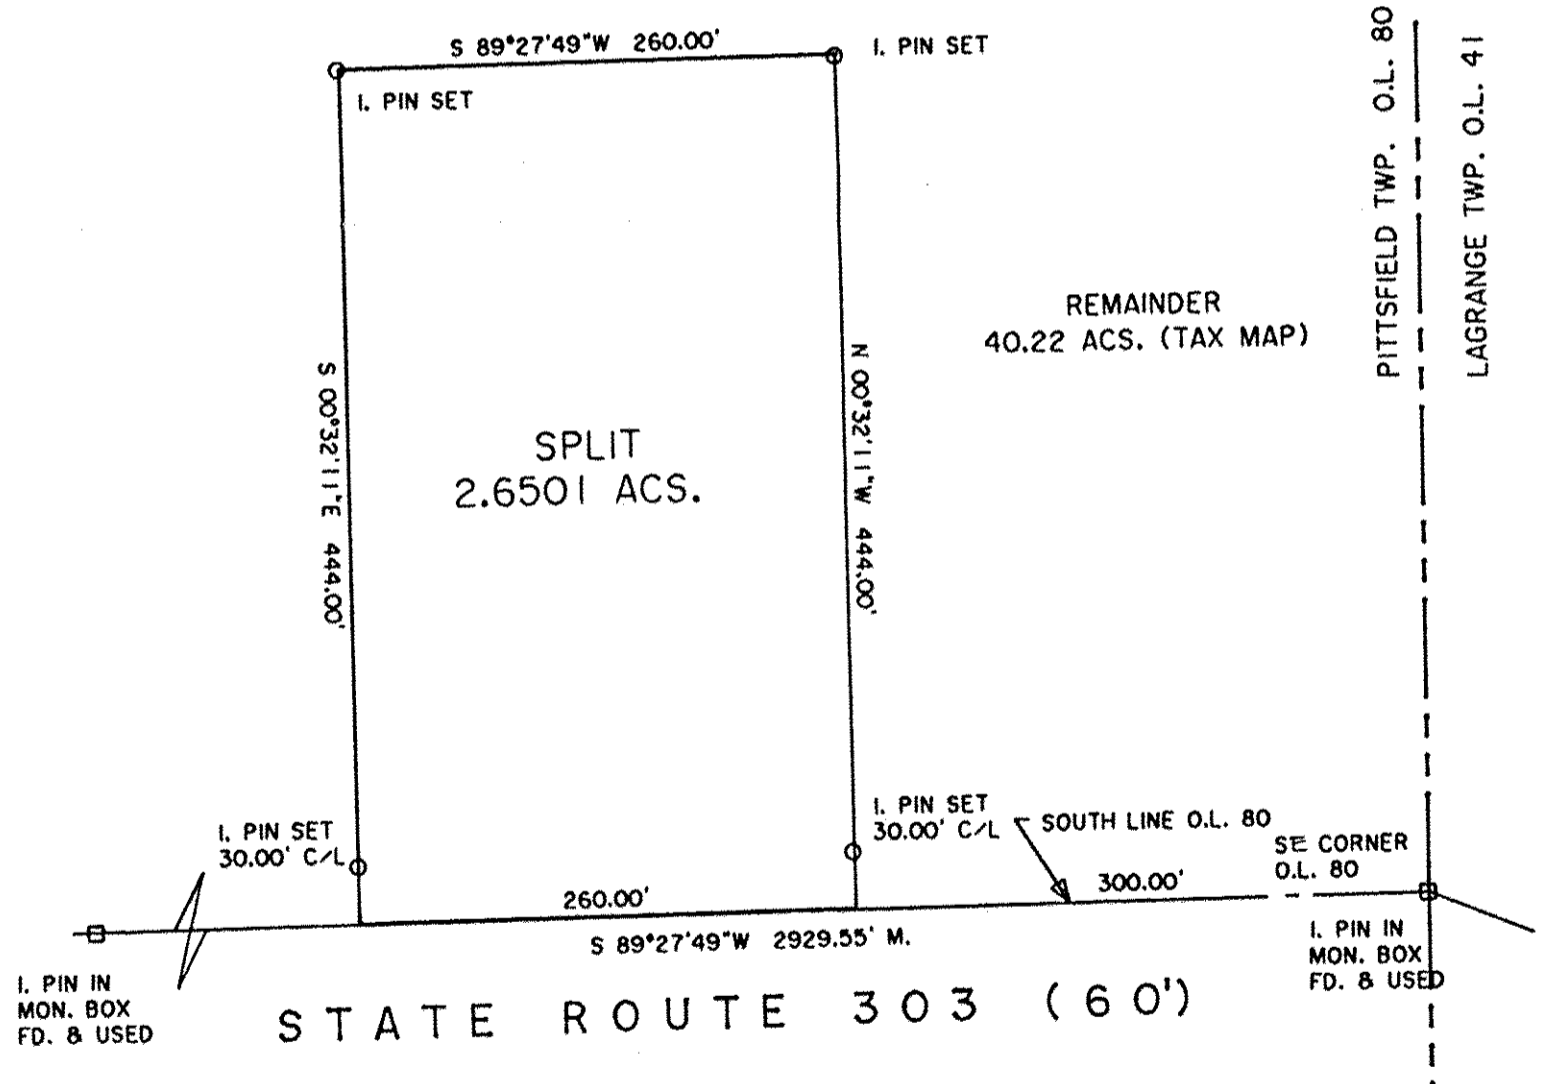 S 89°27'49"W 260.00'
I. PIN SET
I. PIN SET
PITTSFIELD TWP. O.L. 80
LAGRANGE TWP. O.L. 41
REMAINDER
40.22 ACS. (TAX MAP)
S 00°32'11"E 444.00'
N 00°32'11"W 444.00'
SPLIT
2.6501 ACS.
I. PIN SET
30.00' C/L
I. PIN SET
30.00' C/L
SOUTH LINE O.L. 80
SE CORNER
O.L. 80
260.00'
300.00'
S 89°27'49"W 2929.55' M.
I. PIN IN
MON. BOX
FD. & USED
I. PIN IN
MON. BOX
FD. & USED
STATE ROUTE 303 (60')